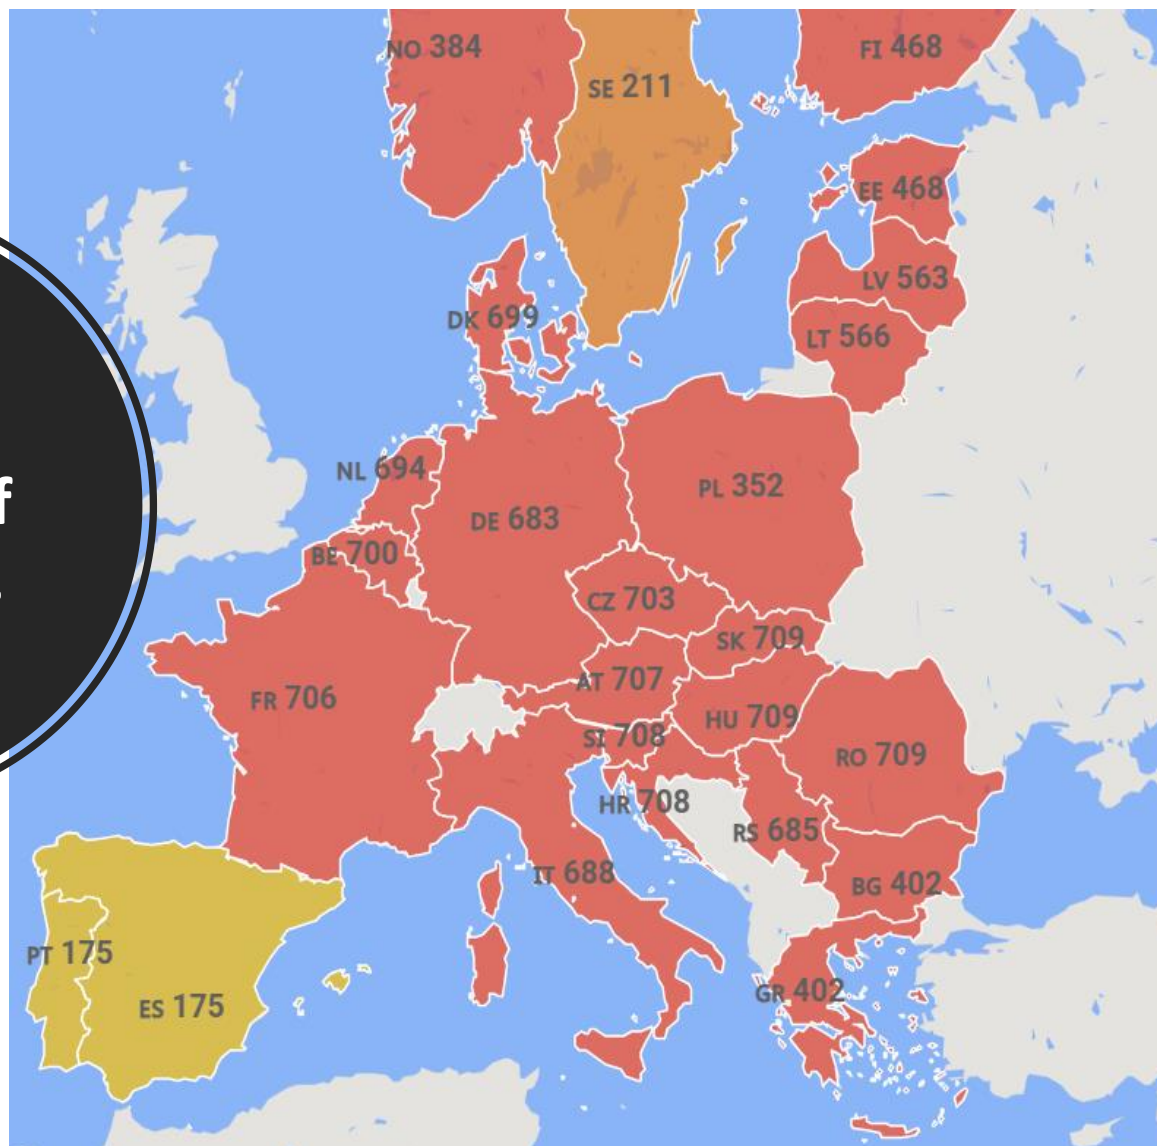 NO 384
FI 468
SE 211
EE 468
LV 563
DK 699
LT 566
NL 694
PL 352
f
DE 683
BE 700
CZ 703
SK 709
AT 707
FR 706
HU 709
SI 708
RO 709
HR 708
RS 685
IT 688
BG 402
PT 175
GR 402
ES 175